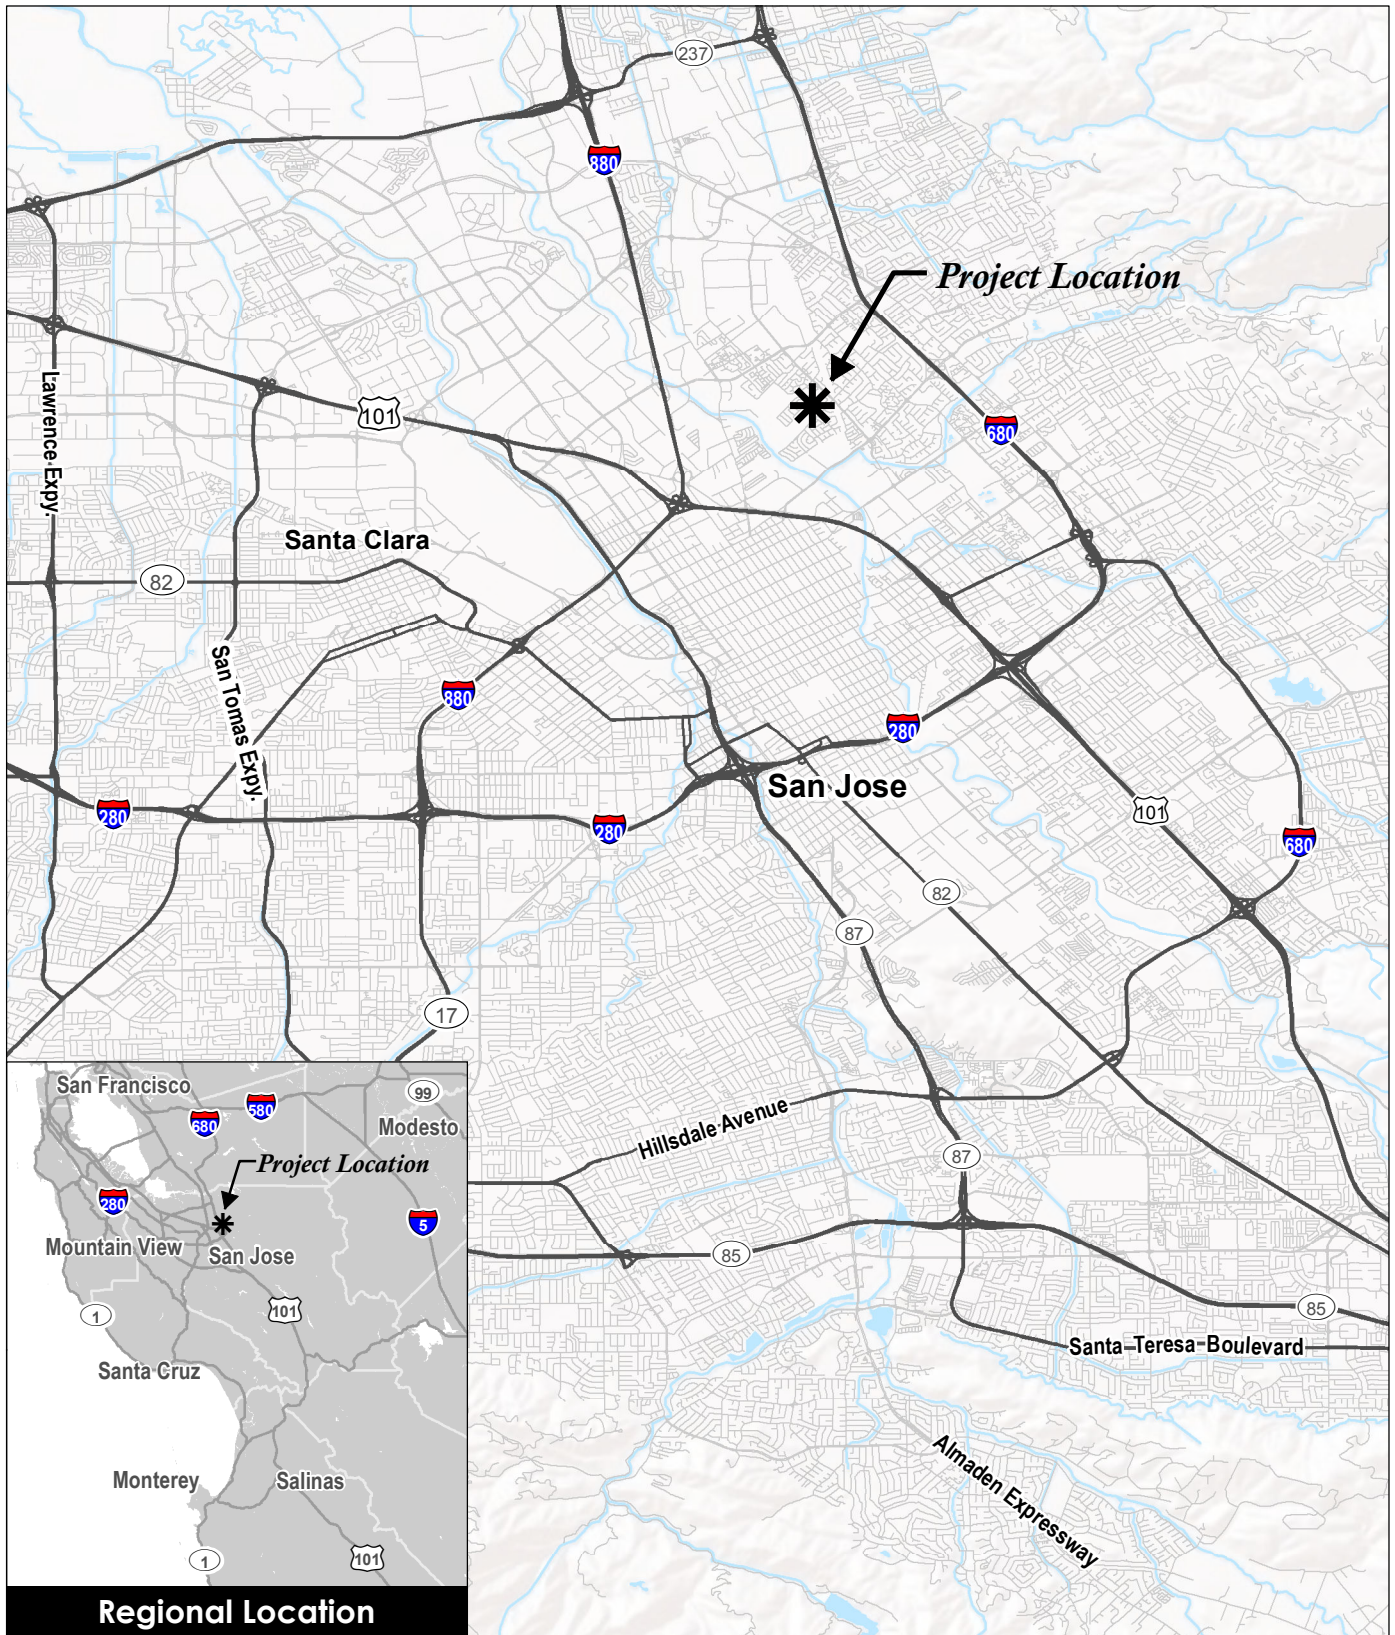 237
880
Project Location
680
101
Lawrence Expy.
Santa Clara
82
San Tomas Expy.
880
280
San Jose
280
280
101
680
82
87
17
Hillsdale Avenue
87
85
85
Santa Teresa Boulevard
Almaden Expressway
San Francisco
580
680
99
Modesto
Project Location
280
5
Mountain View
San Jose
101
1
Santa Cruz
Monterey
Salinas
1
101
Regional Location